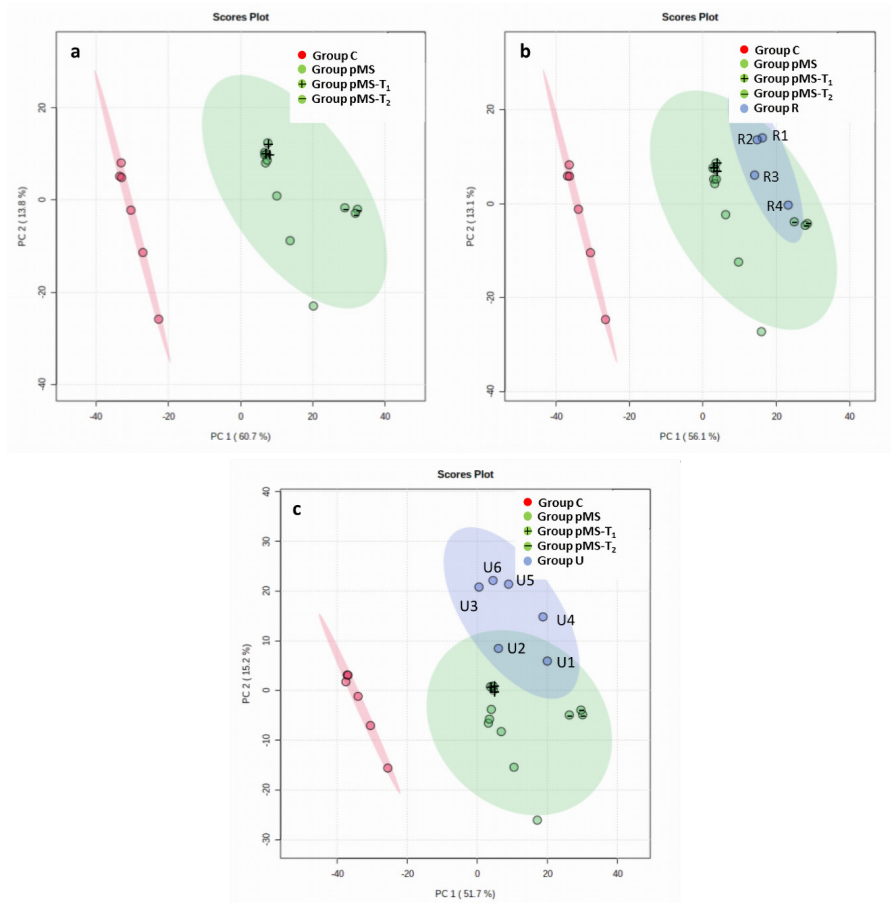 Scores Plot
a
Group C
Group pMS
Group pMS-T1
Group pMS-T2
20
0
-20
-40
PC 2 ( 13.8 %)
-40
-20
0
20
40
PC 1 ( 60.7 %)
Scores Plot
b
Group C
Group pMS
Group pMS-T1
Group pMS-T2
Group R
R2
R1
R3
R4
20
0
-20
-40
PC 2 ( 13.1 %)
-40
-20
0
20
40
PC 1 ( 56.1 %)
Scores Plot
c
Group C
Group pMS
Group pMS-T1
Group pMS-T2
Group U
U6
U5
U3
U4
U2
U1
40
30
20
10
0
-10
-20
-30
PC 2 ( 15.2 %)
-40
-20
0
20
40
PC 1 ( 51.7 %)